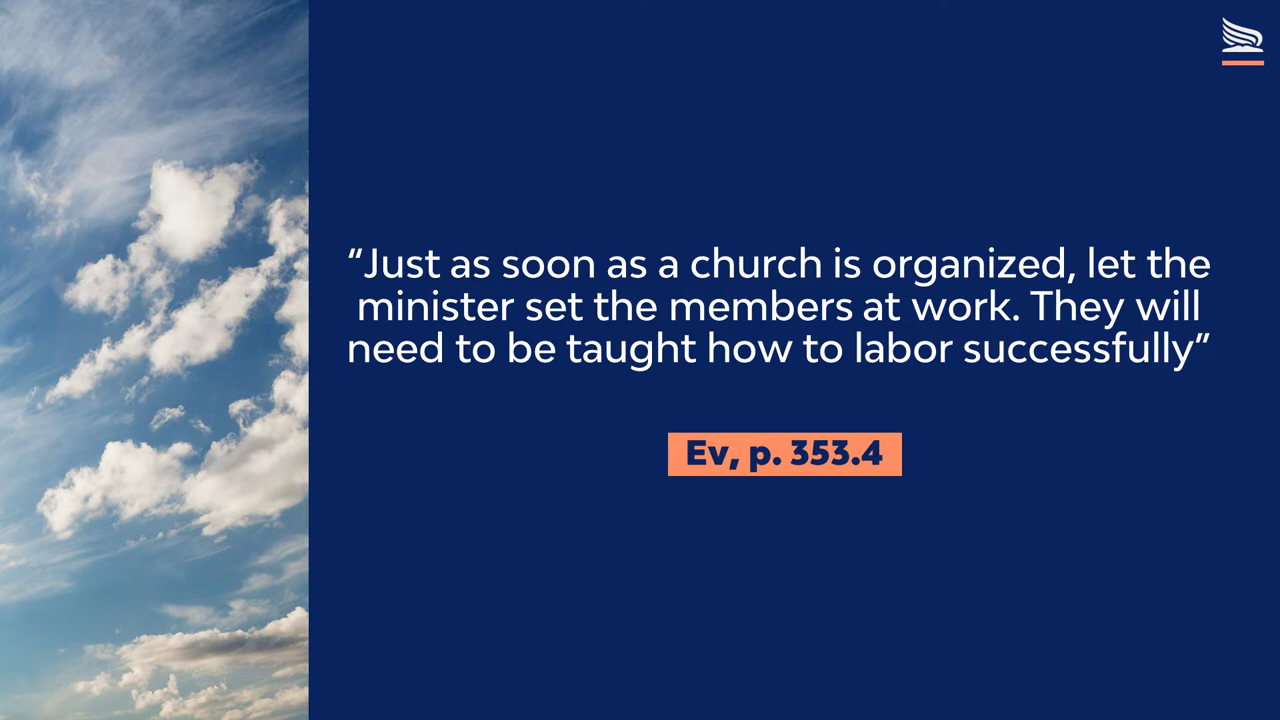 “Just as soon as a church is organized, let the
minister set the members at work. They will
need to be taught how to labor successfully”
Ev, p. 353.4